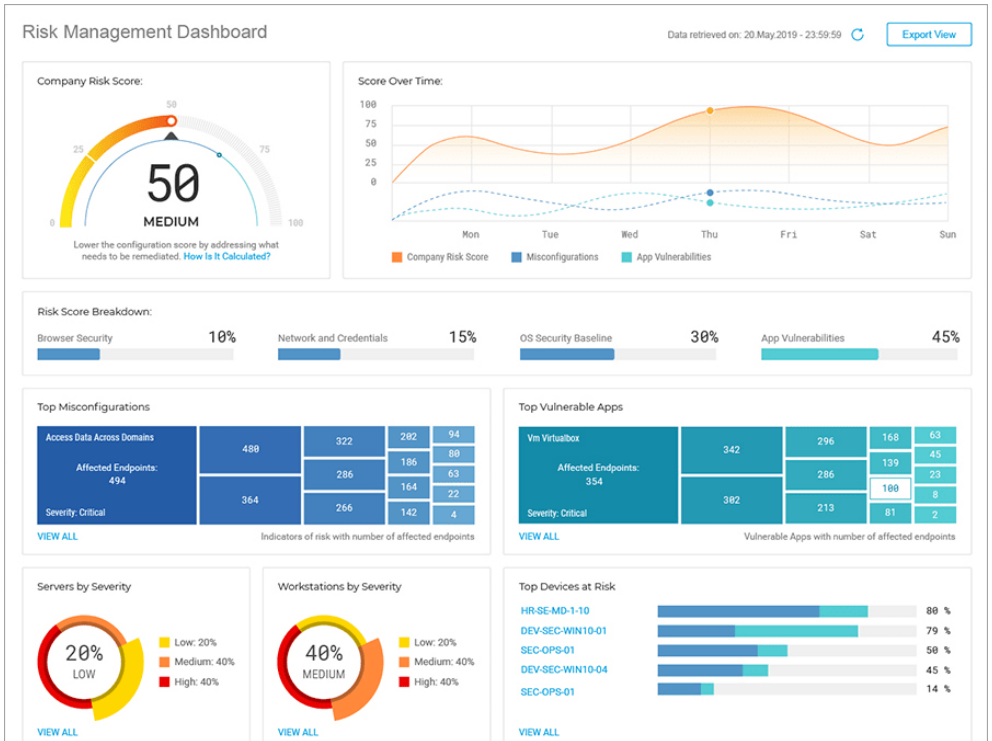 Risk Management Dashboard
Data retrieved on: 20.May.2019 - 23:59:59
Export View
Company Risk Score:
50
25
75
0
100
50
MEDIUM
Lower the configuration score by addressing what
needs to be remediated. How Is It Calculated?
Score Over Time:
100
75
50
25
0
Mon Tue Wed Thu Fri Sat Sun
Company Risk Score Misconfigurations App Vulnerabilities
Risk Score Breakdown:
Browser Security 10%
Network and Credentials 15%
OS Security Baseline 30%
App Vulnerabilities 45%
Top Misconfigurations
Access Data Across Domains
Affected Endpoints:
494
Severity: Critical
480
364
322
286
266
202
186
164
142
94
80
63
22
4
VIEW ALL
Indicators of risk with number of affected endpoints
Top Vulnerable Apps
Vm Virtualbox
Affected Endpoints:
354
Severity: Critical
342
302
296
286
213
168
139
100
81
63
45
23
8
2
VIEW ALL
Vulnerable Apps with number of affected endpoints
Servers by Severity
20%
LOW
Low: 20%
Medium: 40%
High: 40%
VIEW ALL
Workstations by Severity
40%
MEDIUM
Low: 20%
Medium: 40%
High: 40%
VIEW ALL
Top Devices at Risk
HR-SE-MD-1-10 80 %
DEV-SEC-WIN10-01 79 %
SEC-OPS-01 50 %
DEV-SEC-WIN10-04 45 %
SEC-OPS-01 14 %
VIEW ALL